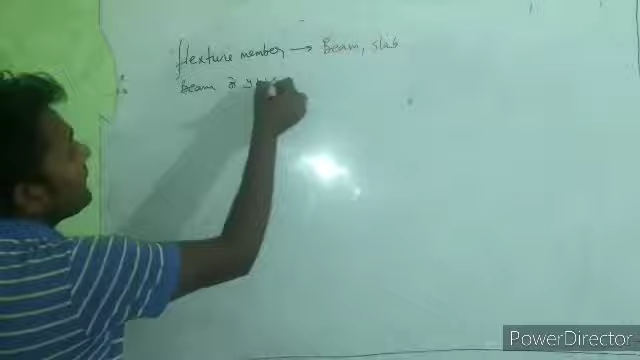 flexture member → Beam, slab
Beam
PowerDirector